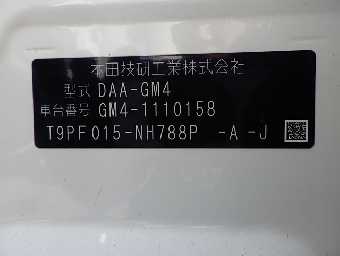 本田技研工業株式会社
型式 DAA-GM4
車台番号 GM4-1110158
T9PF015-NH788P -A -J